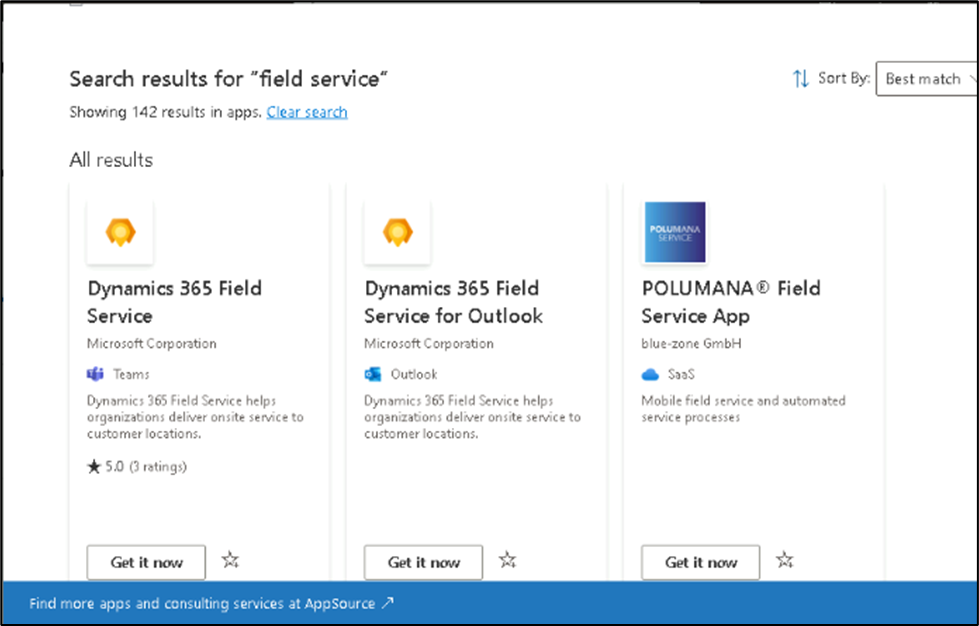 Search results for "field service"
Sort By:
Best match
Showing 142 results in apps. Clear search
All results
Dynamics 365 Field
Service
Microsoft Corporation
Teams
Dynamics 365 Field Service helps
organizations deliver onsite service to
customer locations.
5.0 (3 ratings)
Get it now
Dynamics 365 Field
Service for Outlook
Microsoft Corporation
Outlook
Dynamics 365 Field Service helps
organizations deliver onsite service to
customer locations.
Get it now
POLUMANA
SERVICE
POLUMANA® Field
Service App
blue-zone GmbH
SaaS
Mobile field service and automated
service processes
Get it now
Find more apps and consulting services at AppSource